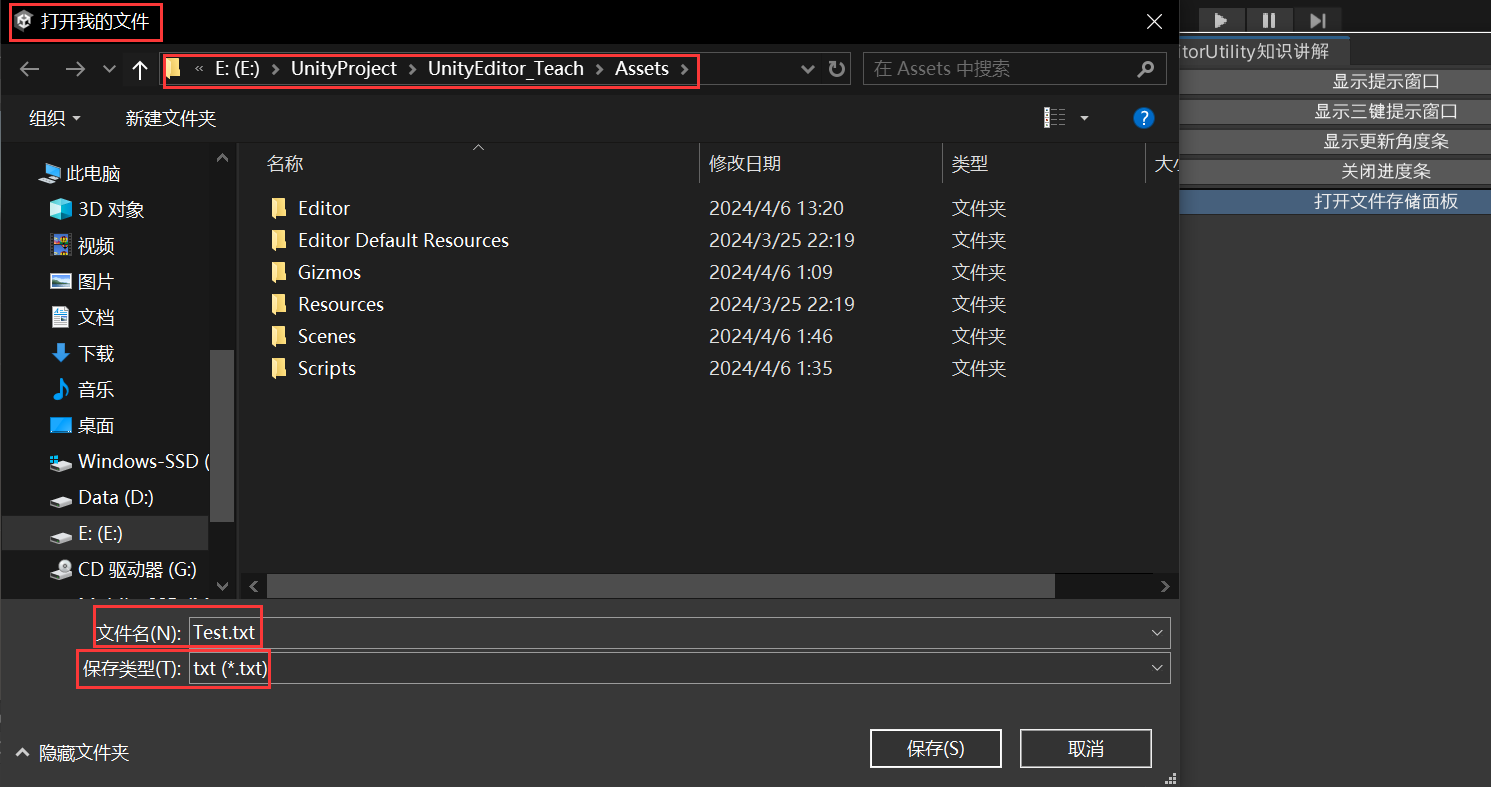 打开我的文件
« E: (E:) > UnityProject > UnityEditor_Teach > Assets >
在 Assets 中搜索
组织
新建文件夹
?
此电脑
3D 对象
视频
图片
文档
下载
音乐
桌面
Windows-SSD (
Data (D:)
E: (E:)
CD 驱动器 (G:)
名称 修改日期 类型 大小
Editor 2024/4/6 13:20 文件夹
Editor Default Resources 2024/3/25 22:19 文件夹
Gizmos 2024/4/6 1:09 文件夹
Resources 2024/3/25 22:19 文件夹
Scenes 2024/4/6 1:46 文件夹
Scripts 2024/4/6 1:35 文件夹
文件名(N): Test.txt
保存类型(T): txt (*.txt)
隐藏文件夹
保存(S)
取消
itorUtility知识讲解
显示提示窗口
显示三键提示窗口
显示更新角度条
关闭进度条
打开文件存储面板